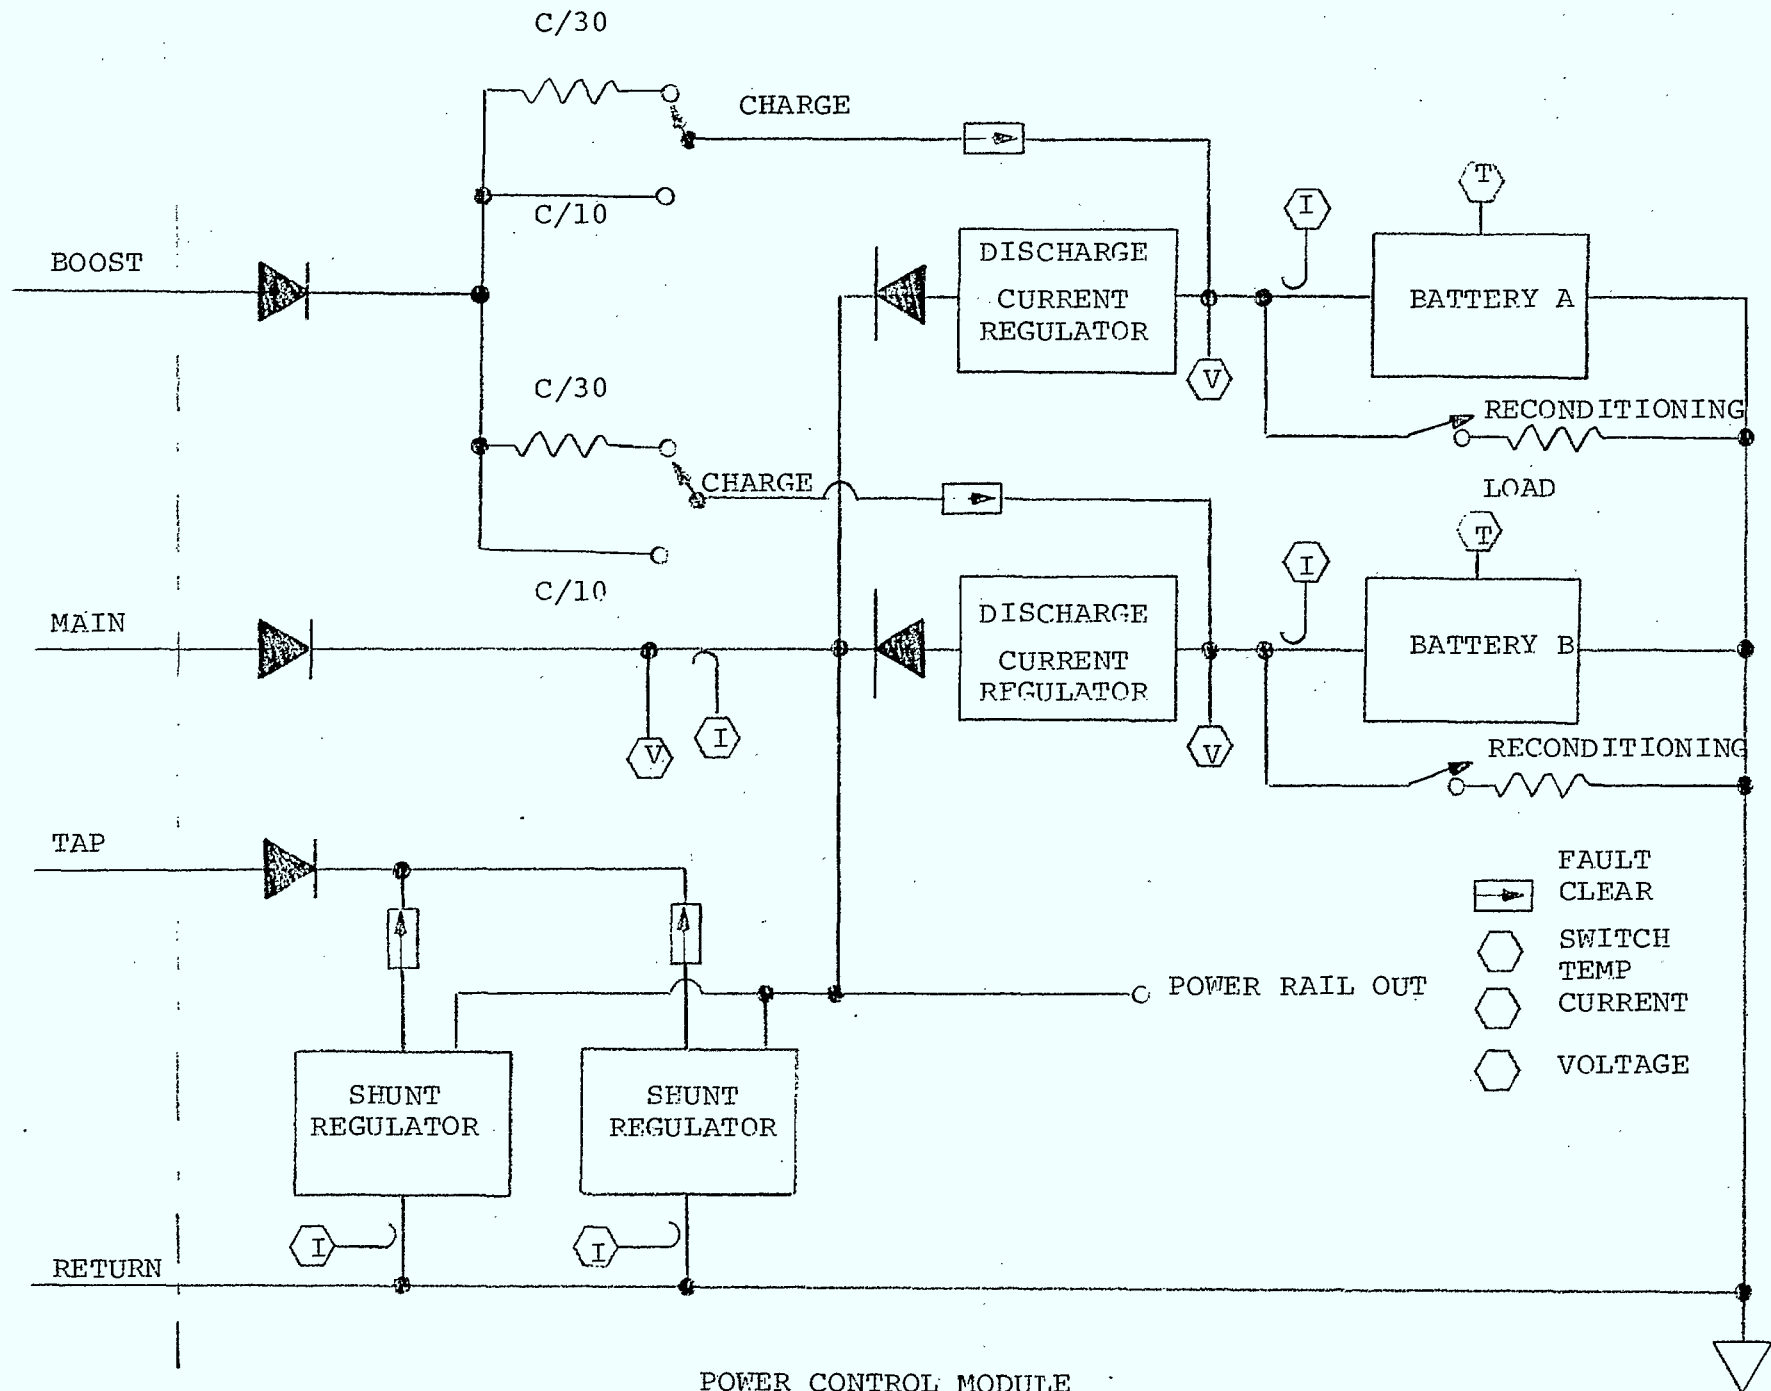 C/30
CHARGE
C/10
BOOST
T
I
DISCHARGE
CURRENT
REGULATOR
BATTERY A
V
C/30
RECONDITIONING
LOAD
CHARGE
C/10
T
I
MAIN
DISCHARGE
CURRENT
REGULATOR
BATTERY B
V
I
V
RECONDITIONING
TAP
FAULT
CLEAR
SWITCH
TEMP
CURRENT
VOLTAGE
POWER RAIL OUT
SHUNT
REGULATOR
SHUNT
REGULATOR
I
I
RETURN
POWER CONTROL MODULE